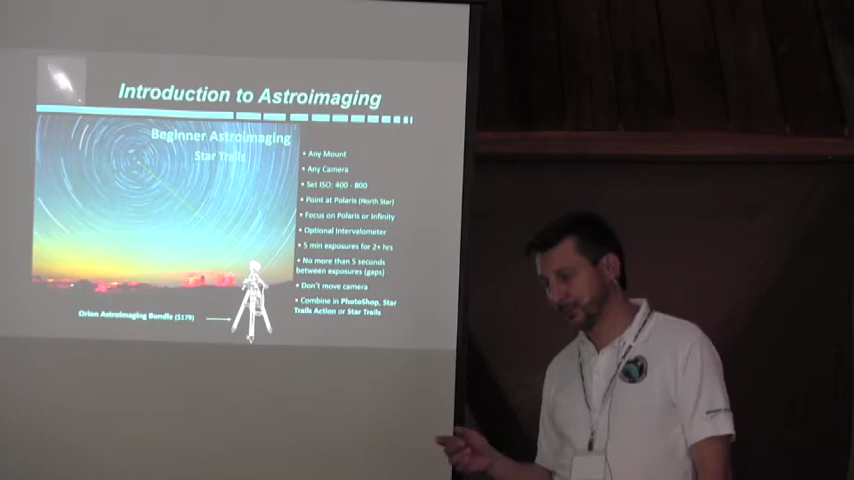 Introduction to Astroimaging
Beginner Astroimaging
Star Trails
• Any Mount
• Any Camera
• Set ISO: 400 - 800
• Point at Polaris (North Star)
• Focus on Polaris or Infinity
• Optional Intervalometer
• 5 min exposures for 2+ hrs
• No more than 5 seconds
between exposures (gaps)
• Don't move camera
• Combine in PhotoShop, Star
Trails Action or Star Trails
Orion Astroimaging Bundle ($179)